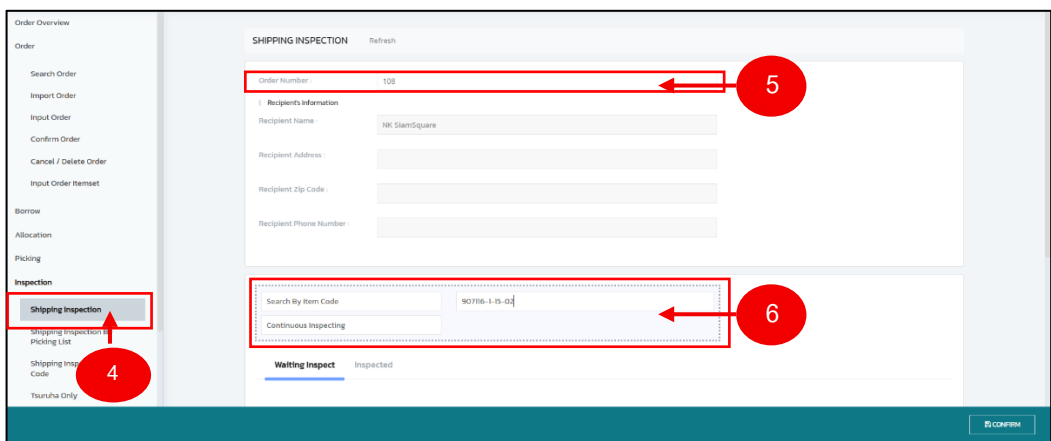 Order Overview
Order
Search Order
Import Order
Input Order
Confirm Order
Cancel / Delete Order
Input Order Itemset
Borrow
Allocation
Picking
Inspection
Shipping Inspection
Shipping Inspection
Picking List
Shipping
Code
Tsuruha Only
4
SHIPPING INSPECTION Refresh
Order Number : 108
Recipient's Information
Recipient Name : NK SiamSquare
Recipient Address :
Recipient Zip Code :
Recipient Phone Number :
5
Search By Item Code 907116-1-15-02
Continuous Inspecting
6
Waiting Inspect Inspected
CONFIRM